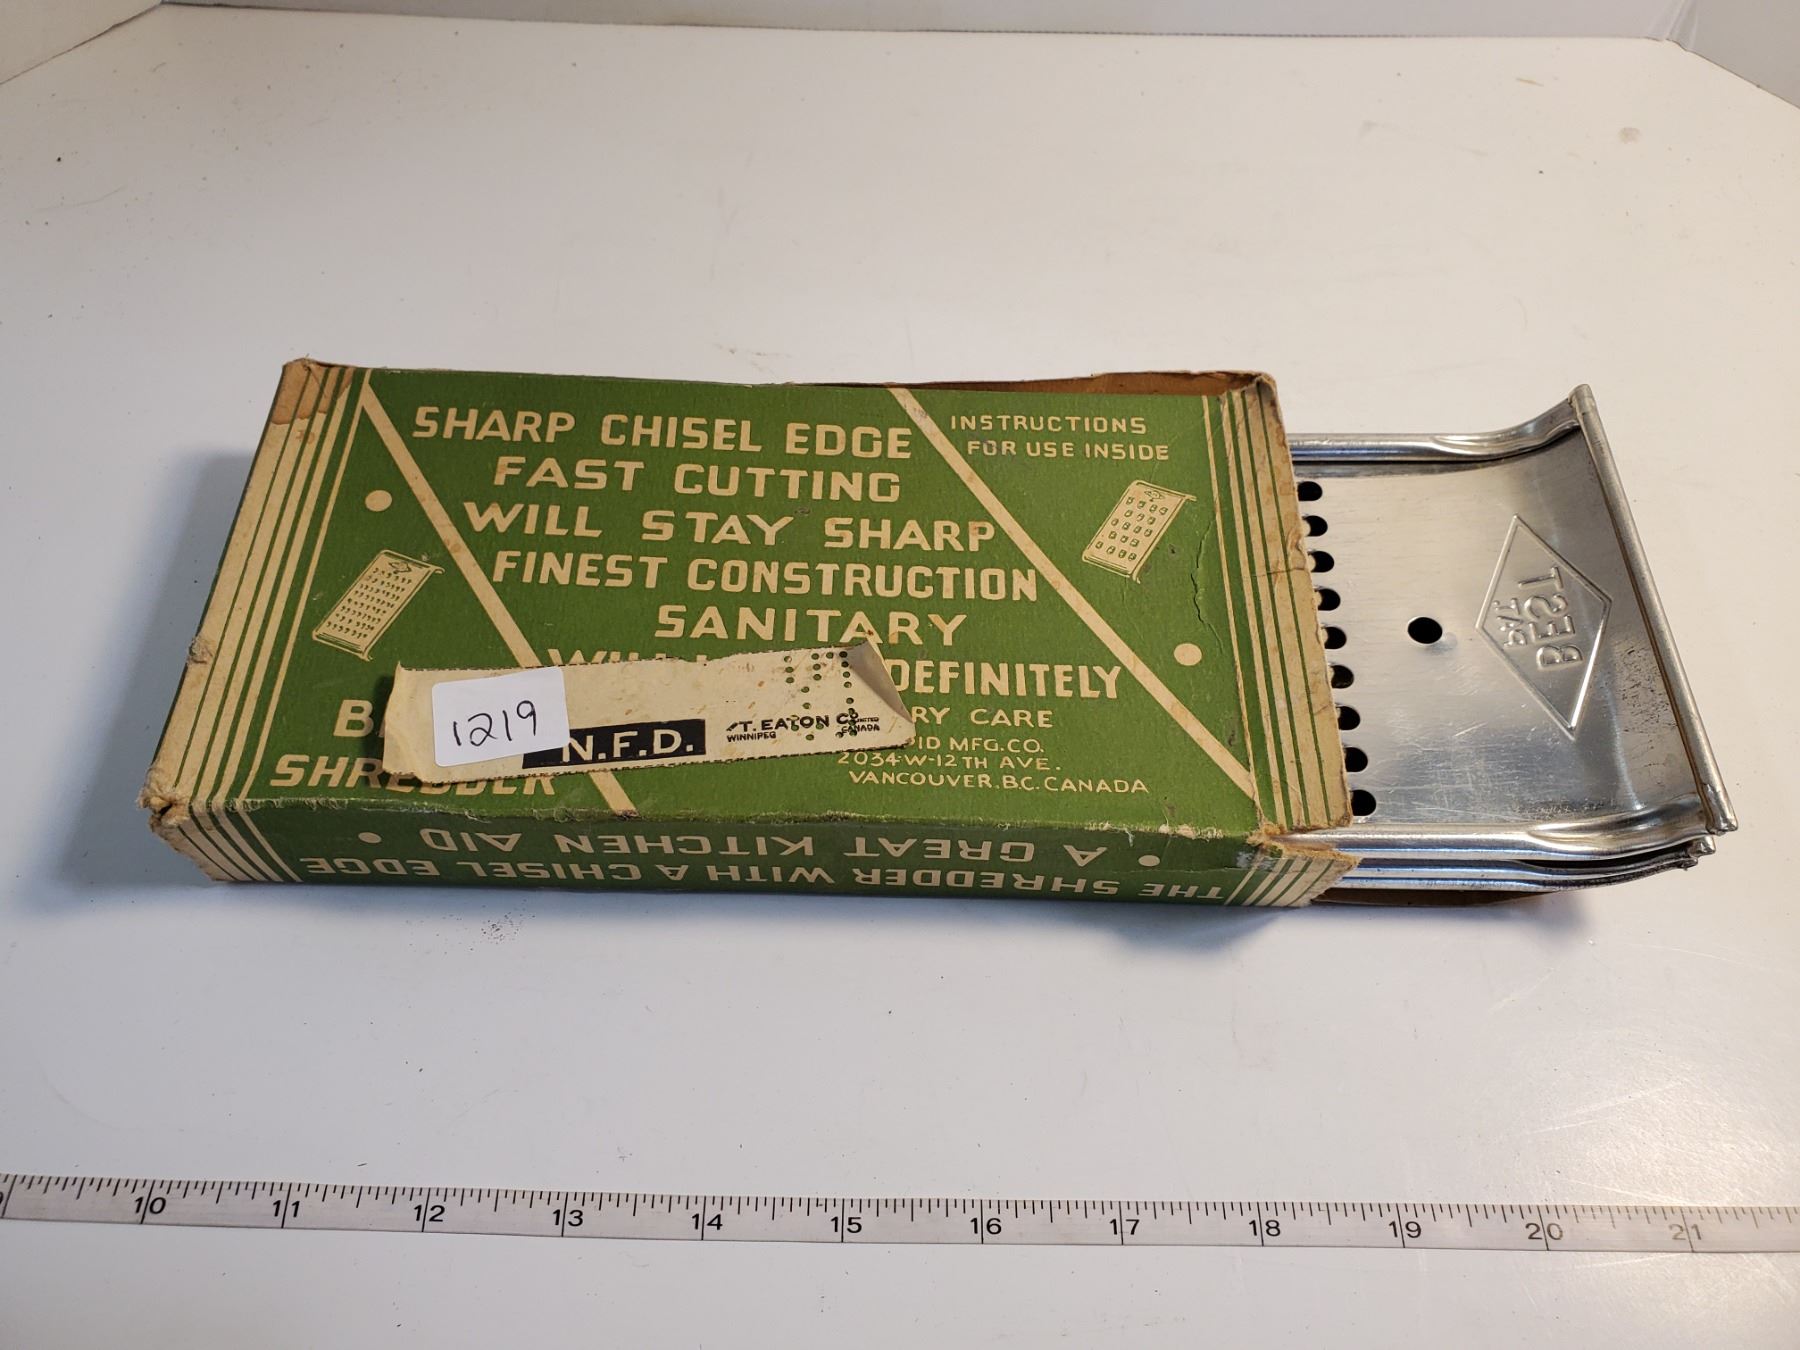 SHARP CHISEL EDGE
FAST CUTTING
WILL STAY SHARP
FINEST CONSTRUCTION
SANITARY
DEFINITELY
RY CARE
PID MFG. CO.
2034-W-12TH AVE.
VANCOUVER. B.C. CANADA
INSTRUCTIONS
FOR USE INSIDE
SHREDDER
1219
N.F.D.
T. EATON CO LIMITED
WINNIPEG CANADA
THE SHREDDER WITH A CHISEL EDGE
• A GREAT KITCHEN AID •
BEST
PAT.
10 11 12 13 14 15 16 17 18 19 20 21